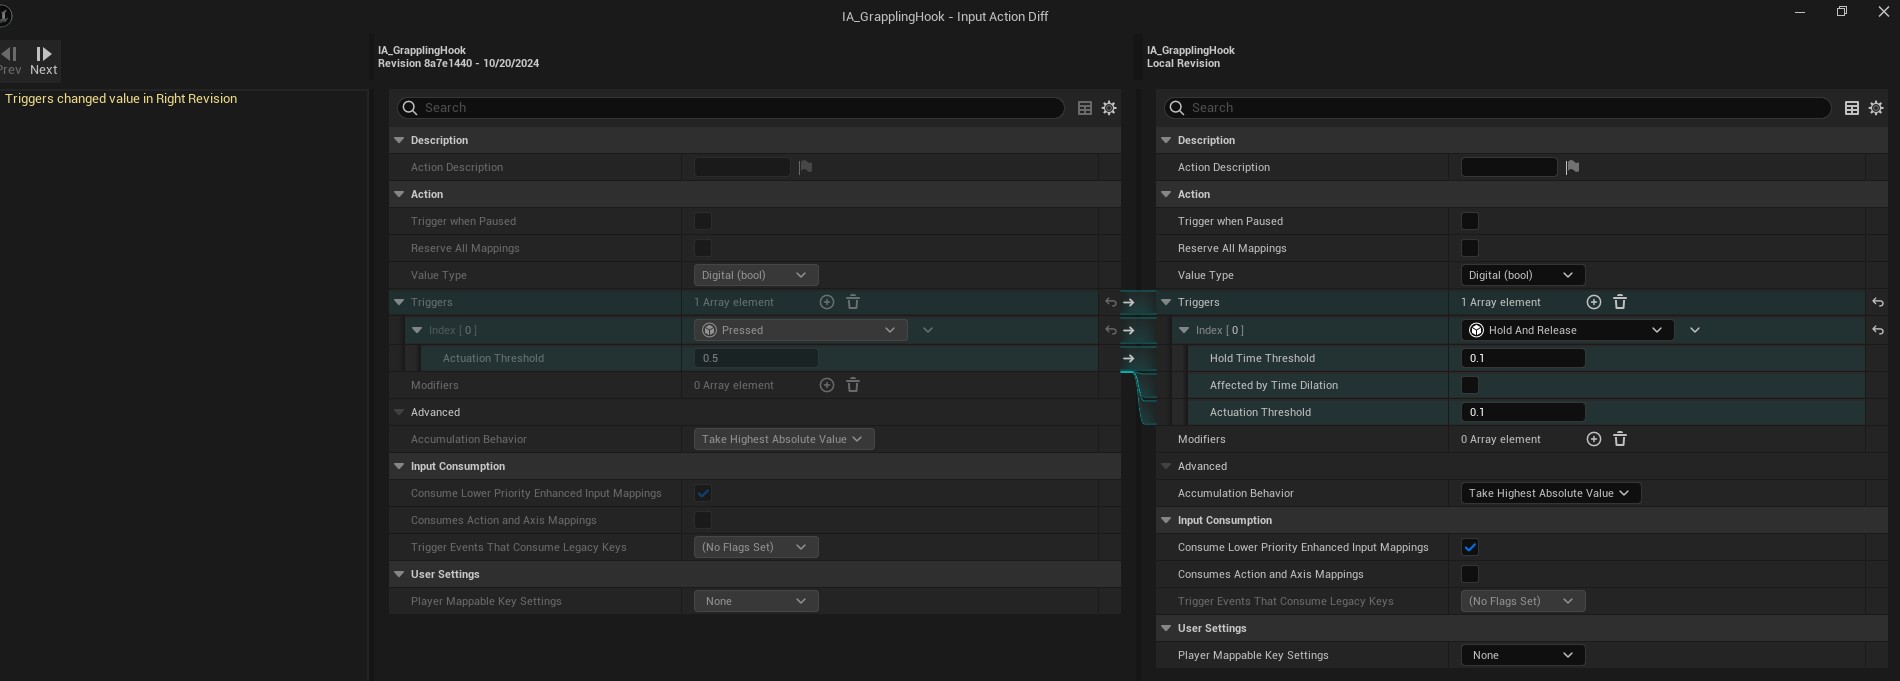 IA_GrapplingHook - Input Action Diff
Prev
Next
Triggers changed value in Right Revision
IA_GrapplingHook
Revision 8a7e1440 - 10/20/2024
Search
Description
Action Description
Action
Trigger when Paused
Reserve All Mappings
Value Type Digital (bool)
Triggers 1 Array element
Index [ 0 ] Pressed
Actuation Threshold 0.5
Modifiers 0 Array element
Advanced
Accumulation Behavior Take Highest Absolute Value
Input Consumption
Consume Lower Priority Enhanced Input Mappings
Consumes Action and Axis Mappings
Trigger Events That Consume Legacy Keys (No Flags Set)
User Settings
Player Mappable Key Settings None
IA_GrapplingHook
Local Revision
Search
Description
Action Description
Action
Trigger when Paused
Reserve All Mappings
Value Type Digital (bool)
Triggers 1 Array element
Index [ 0 ] Hold And Release
Hold Time Threshold 0.1
Affected by Time Dilation
Actuation Threshold 0.1
Modifiers 0 Array element
Advanced
Accumulation Behavior Take Highest Absolute Value
Input Consumption
Consume Lower Priority Enhanced Input Mappings
Consumes Action and Axis Mappings
Trigger Events That Consume Legacy Keys (No Flags Set)
User Settings
Player Mappable Key Settings None